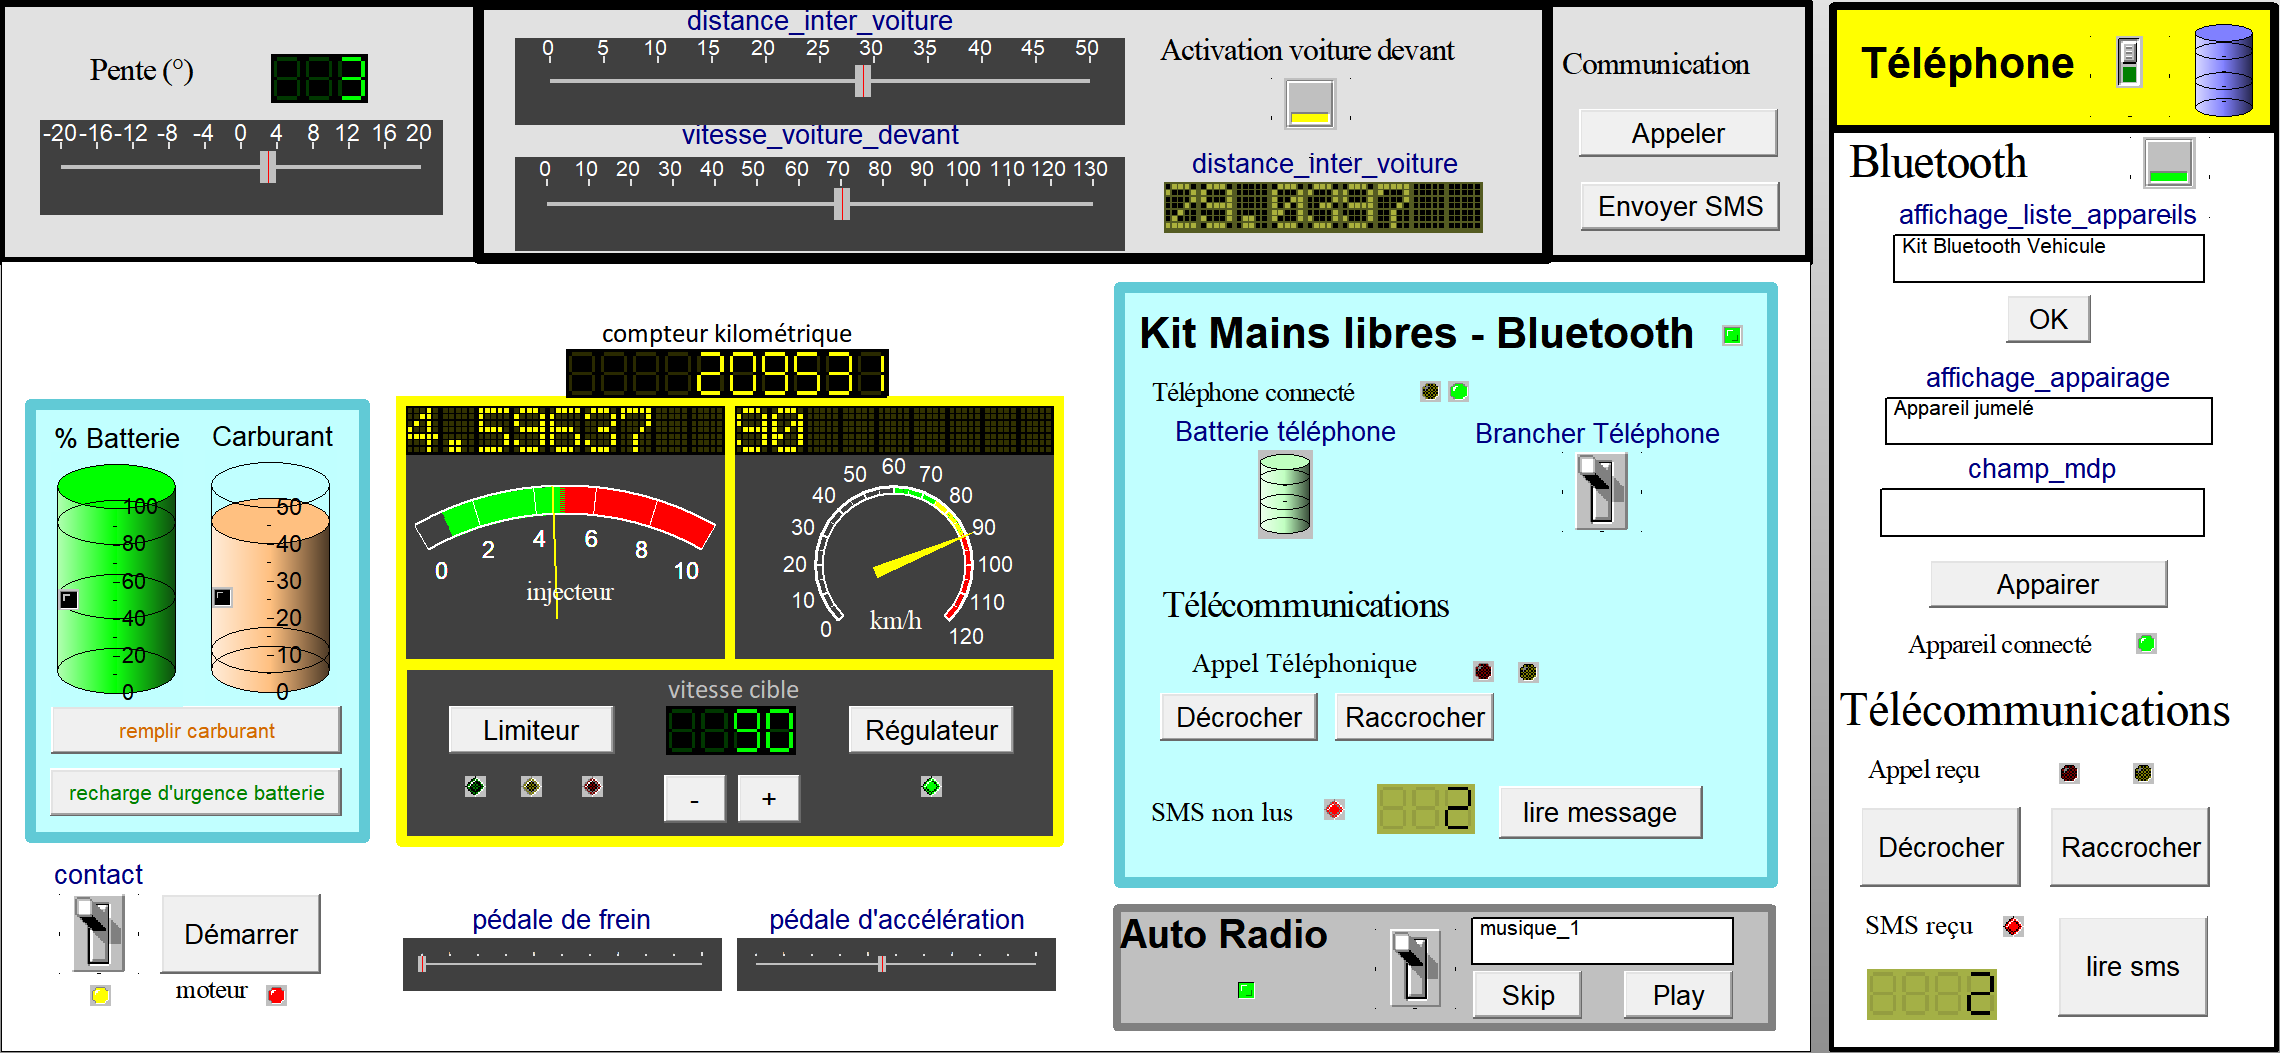 Pente (°)
3
-20 -16 -12 -8 -4 0 4 8 12 16 20
distance_inter_voiture
0 5 10 15 20 25 30 35 40 45 50
vitesse_voiture_devant
0 10 20 30 40 50 60 70 80 90 100 110 120 130
Activation voiture devant
distance_inter_voiture
Communication
Appeler
Envoyer SMS
Téléphone
Bluetooth
affichage_liste_appareils
Kit Bluetooth Vehicule
OK
affichage_appairage
Appareil jumelé
champ_mdp
Appairer
Appareil connecté
Télécommunications
Appel reçu
Décrocher
Raccrocher
SMS reçu
2
lire sms
% Batterie
100
80
60
40
20
0
Carburant
50
40
30
20
10
0
remplir carburant
recharge d'urgence batterie
contact
Démarrer
moteur
compteur kilométrique
209531
4.59637
90
0 2 4 6 8 10
injecteur
0 10 20 30 40 50 60 70 80 90 100 110 120
km/h
vitesse cible
Limiteur
90
Régulateur
-
+
pédale de frein
pédale d'accélération
Kit Mains libres - Bluetooth
Téléphone connecté
Batterie téléphone
Brancher Téléphone
Télécommunications
Appel Téléphonique
Décrocher
Raccrocher
SMS non lus
2
lire message
Auto Radio
musique_1
Skip
Play